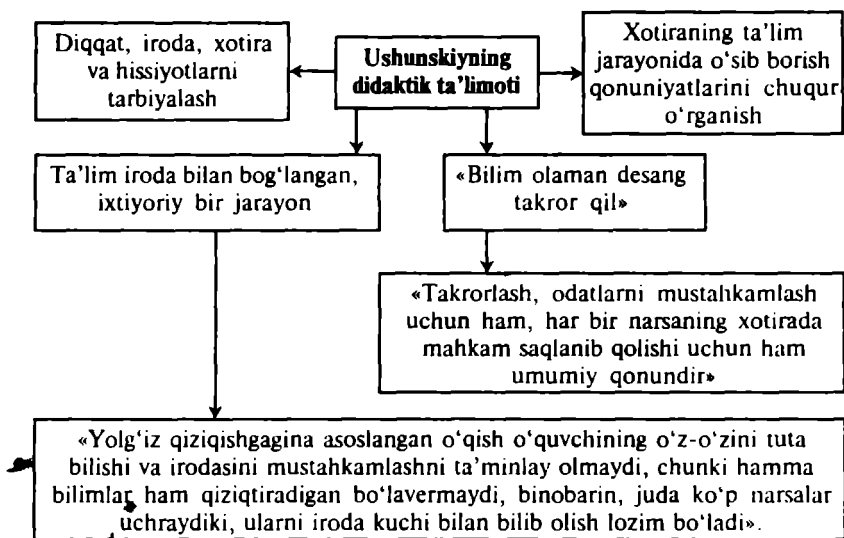 Diqqat, iroda, xotira
va hissiyotlarni
tarbiyalash
Ushunskiyning
didaktik ta’limoti
Xotiraning ta’lim
jarayonida o‘sib borish
qonuniyatlarini chuqur
o‘rganish
Ta’lim iroda bilan bog‘langan,
ixtiyoriy bir jarayon
«Bilim olaman desang
takror qil»
«Takrorlash, odatlarni mustahkamlash
uchun ham, har bir narsaning xotirada
mahkam saqlanib qolishi uchun ham
umumiy qonundir»
«Yolg‘iz qiziqishgagina asoslangan o‘qish o‘quvchining o‘z-o‘zini tuta
bilishi va irodasini mustahkamlashni ta’minlay olmaydi, chunki hamma
bilimlar ham qiziqtiradigan bo‘lavermaydi, binobarin, juda ko‘p narsalar
uchraydiki, ularni iroda kuchi bilan bilib olish lozim bo‘ladi».